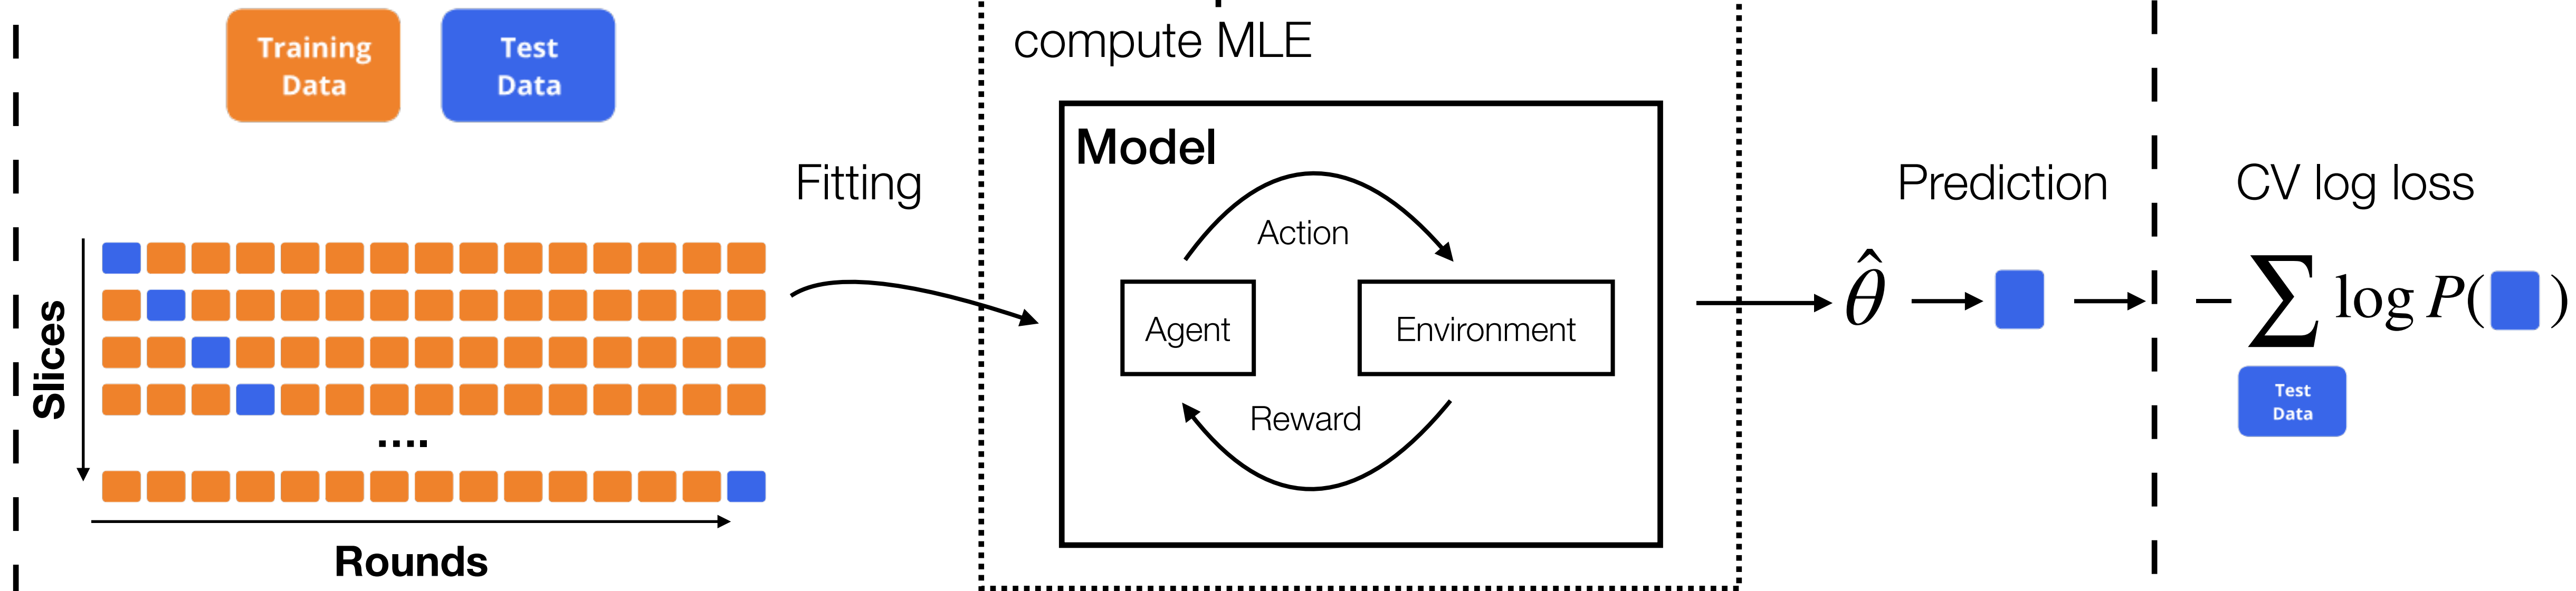 Training
Data
Test
Data
compute MLE
Model
Fitting
Action
Agent
Environment
Reward
Slices
....
Rounds
Prediction
θ̂
CV log loss
− ∑ log P( )
Test
Data